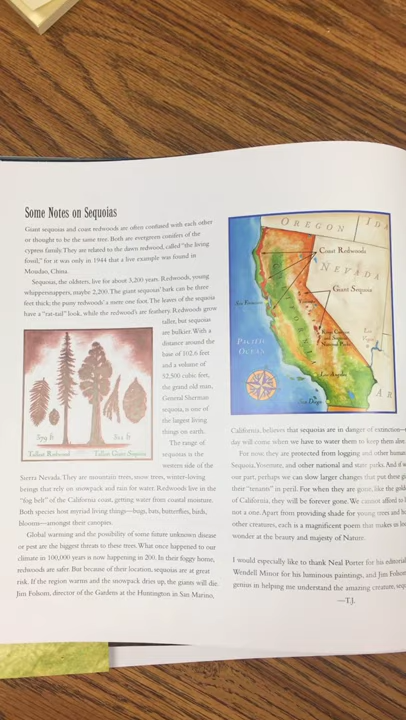 Some Notes on Sequoias
Giant sequoias and coast redwoods are often confused with each other
or thought to be the same tree. Both are evergreen conifers of the
cypress family. They are related to the dawn redwood, called "the living
fossil," for it was only in 1944 that a live example was found in
Moudao, China.
Sequoias, the oldsters, live for about 3,200 years. Redwoods, young
whippersnappers, maybe 2,200. The giant sequoias' bark can be three
feet thick; the puny redwoods' a mere one foot. The leaves of the sequoia
have a "rat-tail" look, while the redwood's are feathery. Redwoods grow
taller, but sequoias
are bulkier. With a
distance around the
base of 102.6 feet
and a volume of
52,500 cubic feet,
the grand old man,
General Sherman
sequoia, is one of
the largest living
things on earth.
The range of
sequoias is the
western side of the
Sierra Nevada. They are mountain trees, snow trees, winter-loving
beings that rely on snowpack and rain for water. Redwoods live in the
"fog belt" of the California coast, getting water from coastal moisture.
Both species host myriad living things—bugs, bats, butterflies, birds,
blooms—amongst their canopies.
Global warming and the possibility of some future unknown disease
or pest are the biggest threats to these trees. What once happened to our
climate in 100,000 years is now happening in 200. In their foggy home,
redwoods are safer. But because of their location, sequoias are at great
risk. If the region warms and the snowpack dries up, the giants will die.
Jim Folsom, director of the Gardens at the Huntington in San Marino,
379 ft
311 ft
Tallest Redwood
Tallest Giant Sequoia
OREGON
IDA
Coast Redwoods
NEVADA
Giant Sequoia
San Francisco
Yosemite
Kings Canyon
and Sequoia
National Parks
Las
PACIFIC
OCEAN
Los Angeles
San Diego
AR
California, believes that sequoias are in danger of extinction—
day will come when we have to water them to keep them
For now, they are protected from logging and other human
Sequoia, Yosemite, and other national and state parks. And if
our part, perhaps we can slow larger changes that put these
their "tenants" in peril. For when they are gone, like the
of California, they will be forever gone. We cannot afford to
not a one. Apart from providing shade for young trees and
other creatures, each is a magnificent poem that makes us
wonder at the beauty and majesty of Nature.
I would especially like to thank Neal Porter for his editorial
Wendell Minor for his luminous paintings, and Jim Folsom
genius in helping me understand the amazing creature,
—T.J.